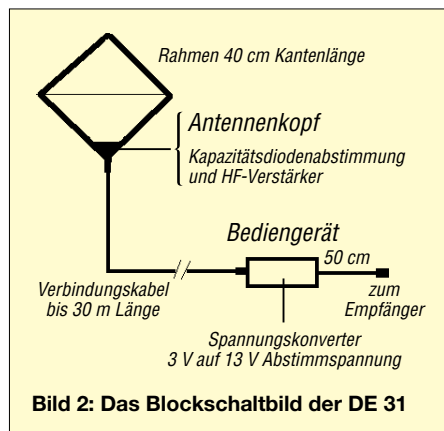 Rahmen 40 cm Kantenlänge
Antennenkopf
Kapazitätsdiodenabstimmung
und HF-Verstärker
Bediengerät
50 cm
Verbindungskabel
bis 30 m Länge
zum
Empfänger
Spannungskonverter
3 V auf 13 V Abstimmspannung
Bild 2: Das Blockschaltbild der DE 31